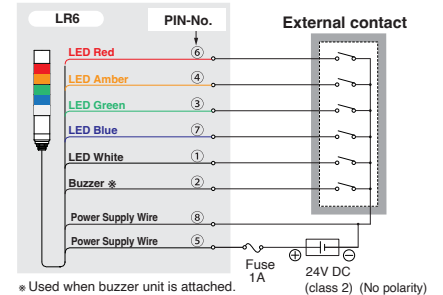 LR6
PIN-No.
External contact
LED Red ⑥
LED Amber ④
LED Green ③
LED Blue ⑦
LED White ①
Buzzer ※ ②
Power Supply Wire ⑧
Power Supply Wire ⑤
Fuse
1A
⊕ ⊖
24V DC
(class 2) (No polarity)
※ Used when buzzer unit is attached.